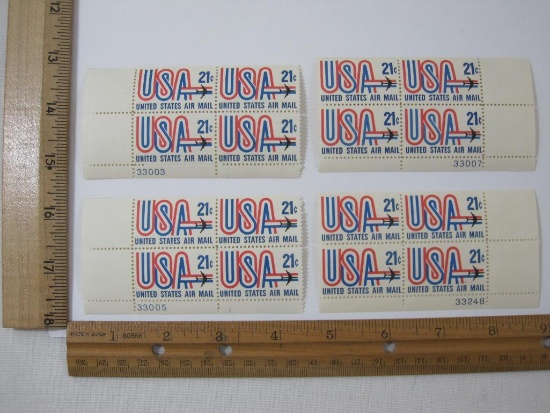 USA 21c USA 21c
UNITED STATES AIR MAIL UNITED STATES AIR MAIL
USA 21c USA 21c
UNITED STATES AIR MAIL UNITED STATES AIR MAIL
33003
USA 21c USA 21c
UNITED STATES AIR MAIL UNITED STATES AIR MAIL
USA 21c USA 21c
UNITED STATES AIR MAIL UNITED STATES AIR MAIL
33007
USA 21c USA 21c
UNITED STATES AIR MAIL UNITED STATES AIR MAIL
USA 21c USA 21c
UNITED STATES AIR MAIL UNITED STATES AIR MAIL
33005
USA 21c USA 21c
UNITED STATES AIR MAIL UNITED STATES AIR MAIL
USA 21c USA 21c
UNITED STATES AIR MAIL UNITED STATES AIR MAIL
33248
12
13
14
15
16
17
18
1 2 3 4 5 6 7 8 9